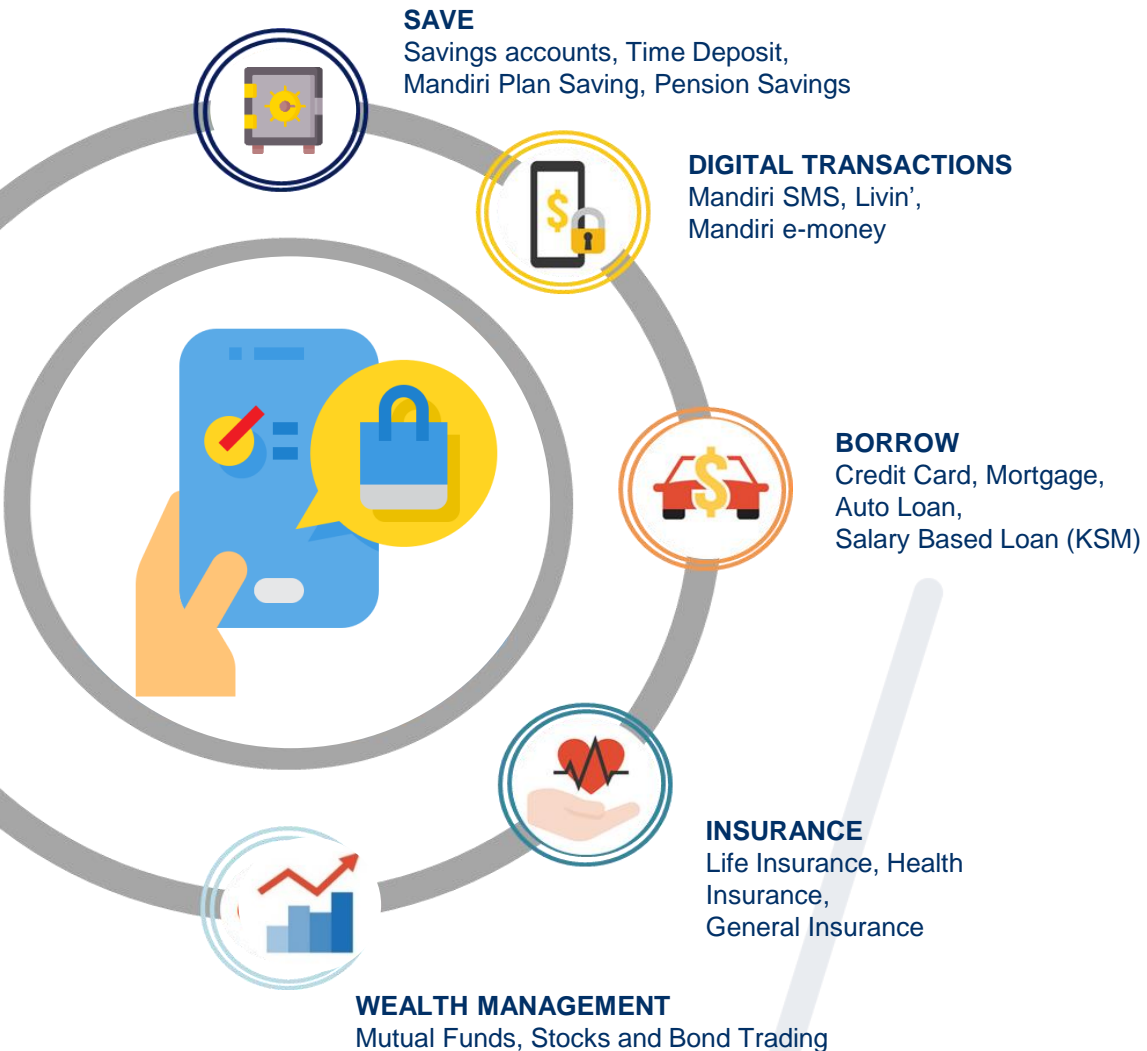 SAVE
Savings accounts, Time Deposit,
Mandiri Plan Saving, Pension Savings
DIGITAL TRANSACTIONS
Mandiri SMS, Livin’,
Mandiri e-money
$
BORROW
Credit Card, Mortgage,
Auto Loan,
Salary Based Loan (KSM)
$
INSURANCE
Life Insurance, Health
Insurance,
General Insurance
WEALTH MANAGEMENT
Mutual Funds, Stocks and Bond Trading